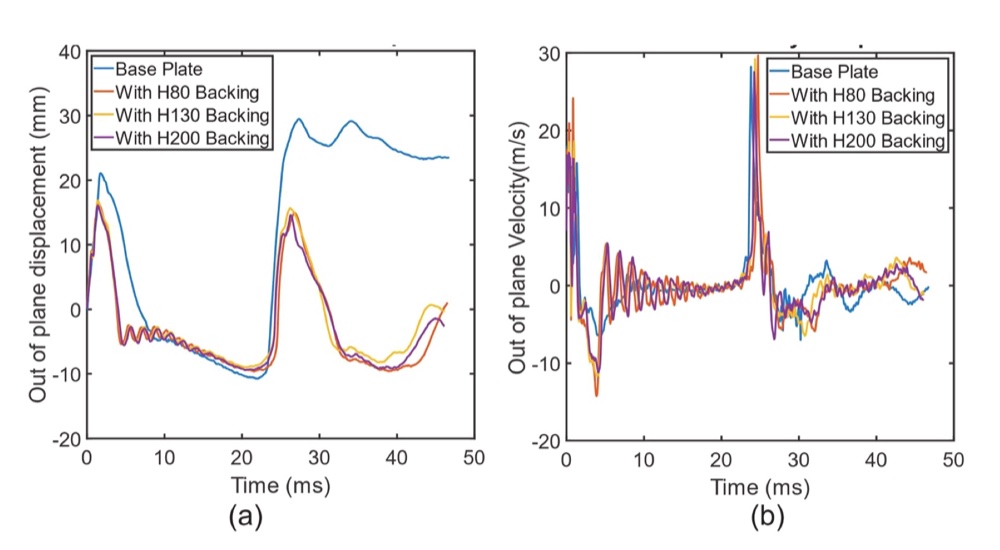 40
30
20
10
0
-10
-20
0 10 20 30 40 50
Out of plane displacement (mm)
Time (ms)
Base Plate
With H80 Backing
With H130 Backing
With H200 Backing
(a)
30
20
10
0
-10
-20
0 10 20 30 40 50
Out of plane Velocity(m/s)
Time (ms)
Base Plate
With H80 Backing
With H130 Backing
With H200 Backing
(b)